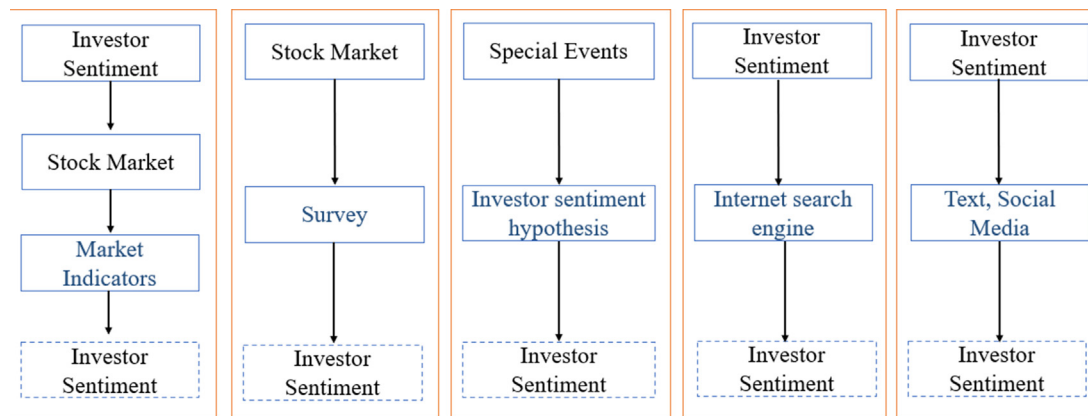 Investor
Sentiment
Stock Market
Market
Indicators
Investor
Sentiment
Stock Market
Survey
Investor
Sentiment
Special Events
Investor sentiment
hypothesis
Investor
Sentiment
Investor
Sentiment
Internet search
engine
Investor
Sentiment
Investor
Sentiment
Text, Social
Media
Investor
Sentiment